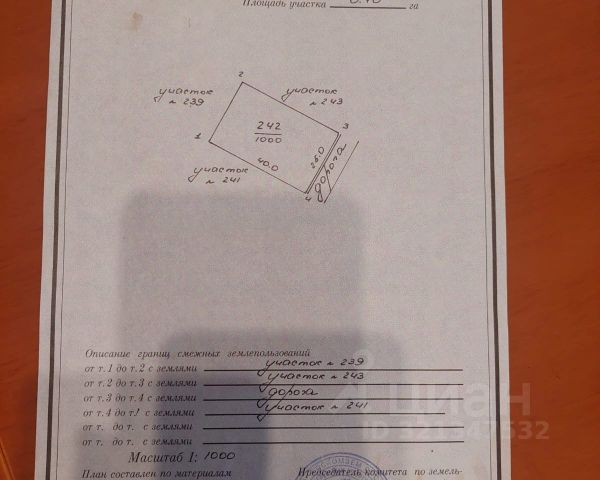 Площадь участка 0.10 га
2
участок
№ 239
участок
№ 243
1
242
1000
3
25.0
дорога
участок
№ 241
40.0
4
Описание границ смежных землепользований
от т. 1 до т. 2 с землями участок № 239
от т. 2 до т. 3 с землями участок № 243
от т. 3 до т. 4 с землями дорога
от т. 4 до т. 1 с землями участок № 241
от т. до т. с землями
от т. до т. с землями
Масштаб 1: 1000
План составлен по материалам
Председатель комитета по земель-
циан